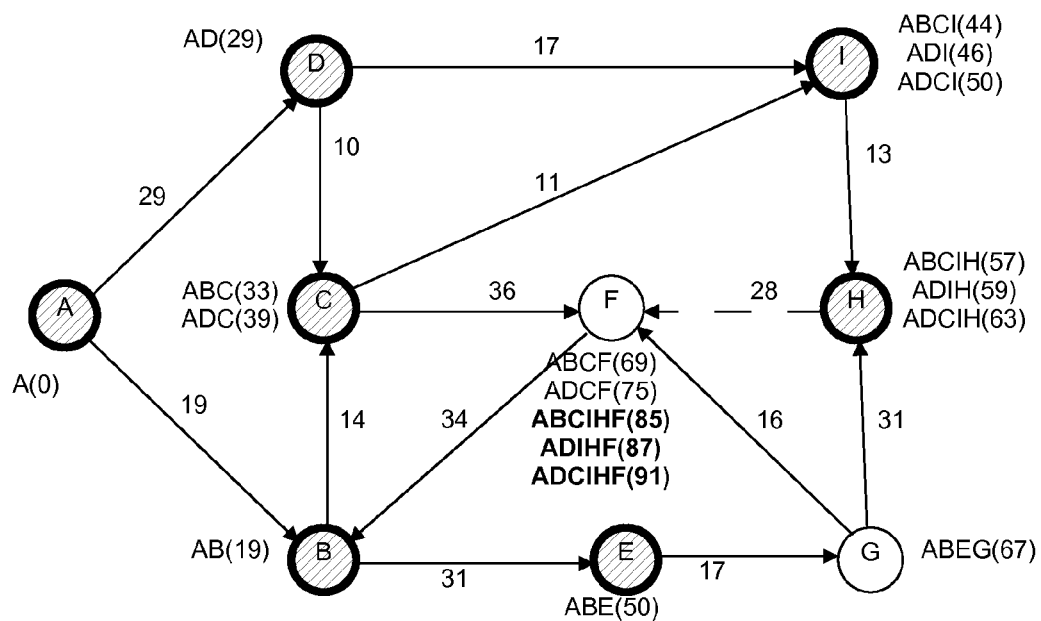 AD(29)
D
17
I
ABCI(44)
ADI(46)
ADCI(50)
10
13
29
11
A
ABC(33)
ADC(39)
C
36
F
28
H
ABCIH(57)
ADIH(59)
ADCIH(63)
A(0)
19
14
34
ABCF(69)
ADCF(75)
ABCIHF(85)
ADIHF(87)
ADCIHF(91)
16
31
AB(19)
B
31
E
17
G
ABEG(67)
ABE(50)